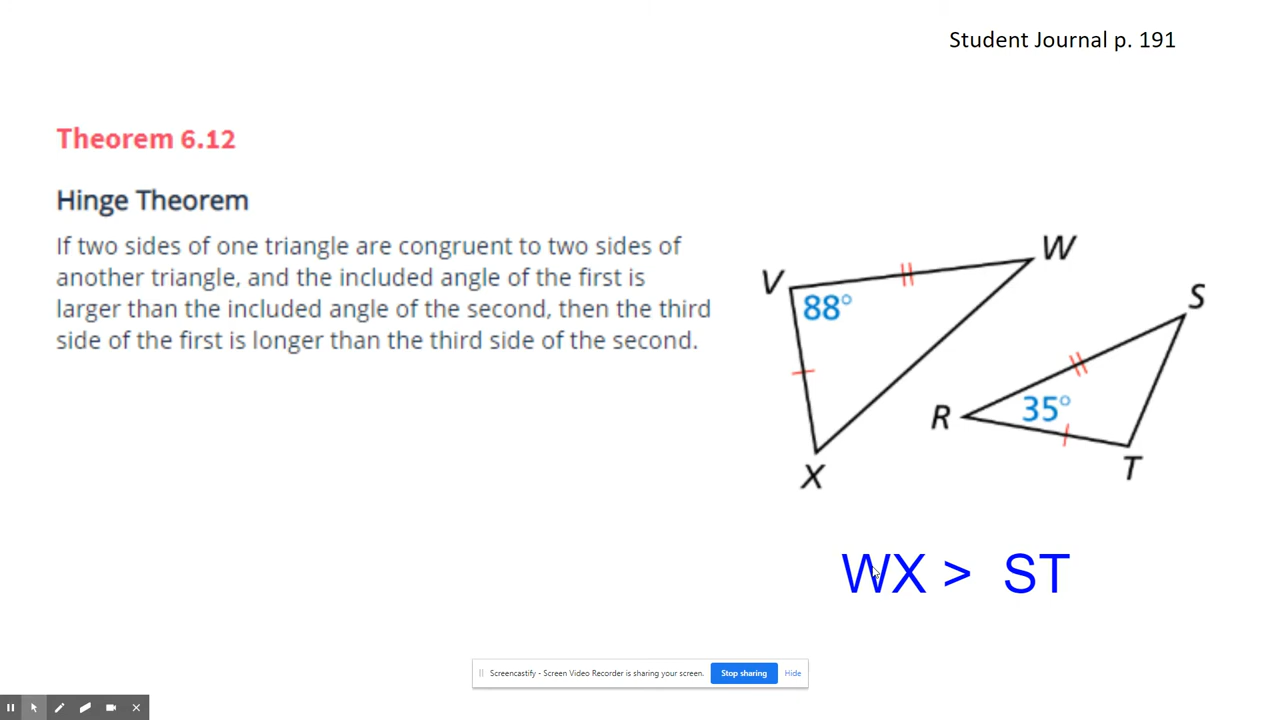 Student Journal p. 191
Theorem 6.12
Hinge Theorem
If two sides of one triangle are congruent to two sides of
another triangle, and the included angle of the first is
larger than the included angle of the second, then the third
side of the first is longer than the third side of the second.
V
W
88°
X
S
R
35°
T
WX > ST
Screencastify - Screen Video Recorder is sharing your screen.
Stop sharing
Hide